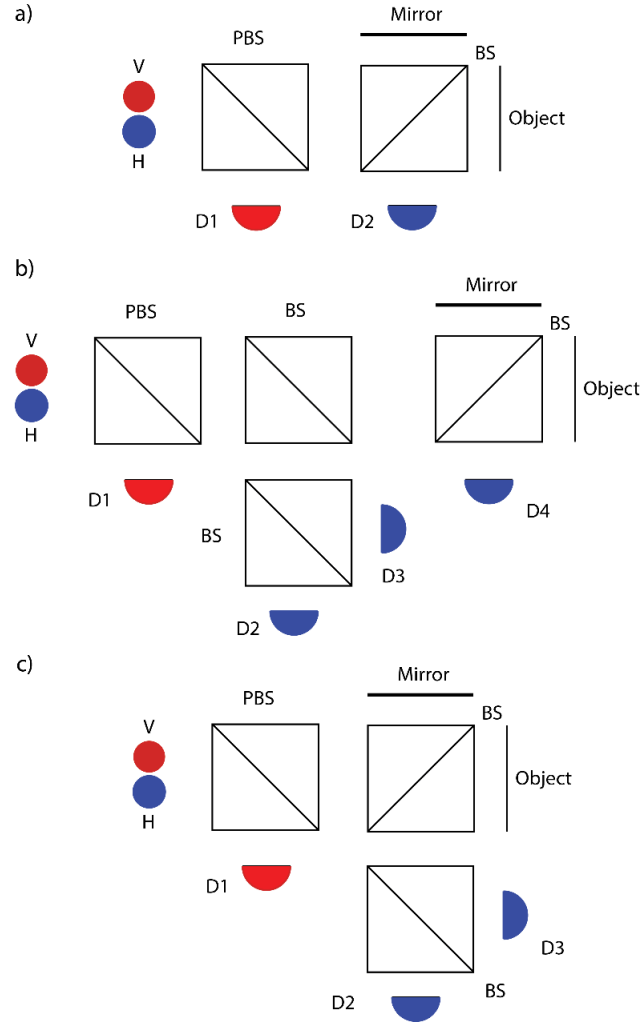 a)
Mirror
PBS
BS
V
Object
H
D1
D2
b)
Mirror
PBS
BS
BS
V
Object
H
D1
D4
BS
D3
D2
c)
Mirror
PBS
BS
V
Object
H
D1
D3
D2
BS